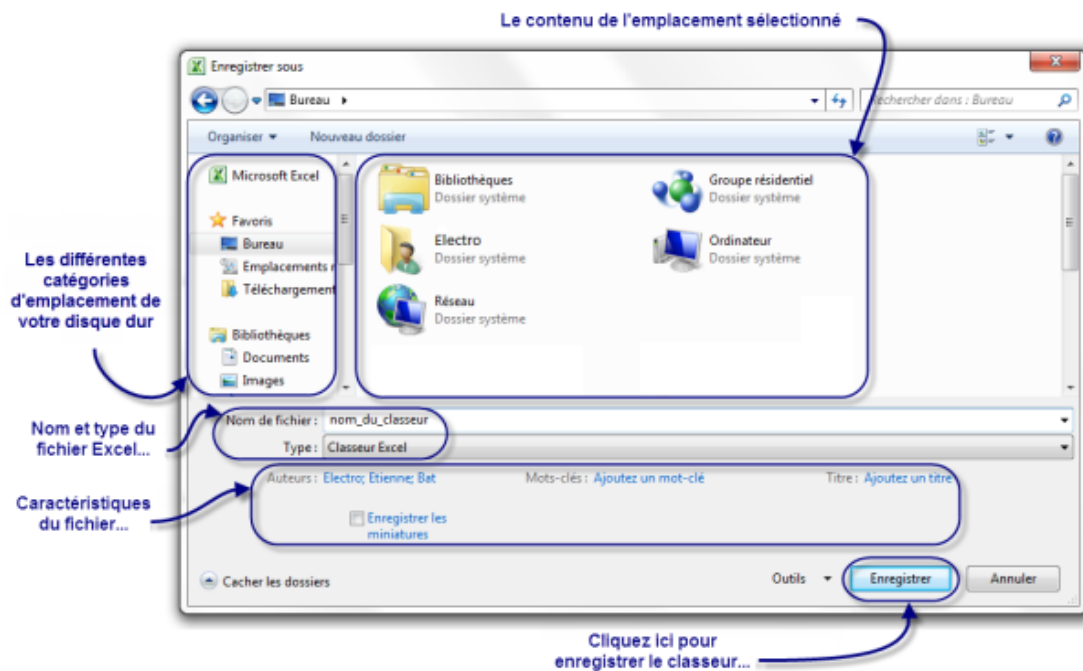 Le contenu de l'emplacement sélectionné
Enregistrer sous
Bureau
Rechercher dans : Bureau
Organiser
Nouveau dossier
Microsoft Excel
Favoris
Bureau
Emplacements r
Téléchargement
Bibliothèques
Documents
Images
Bibliothèques
Dossier système
Groupe résidentiel
Dossier système
Electro
Dossier système
Ordinateur
Dossier système
Réseau
Dossier système
Les différentes
catégories
d'emplacement de
votre disque dur
Nom et type du
fichier Excel...
Nom de fichier : nom_du_classeur
Type : Classeur Excel
Caractéristiques
du fichier...
Auteurs : Electro; Etienne; Bat
Mots-clés : Ajoutez un mot-clé
Titre : Ajoutez un titre
Enregistrer les
miniatures
Cacher les dossiers
Outils
Enregistrer
Annuler
Cliquez ici pour
enregistrer le classeur...